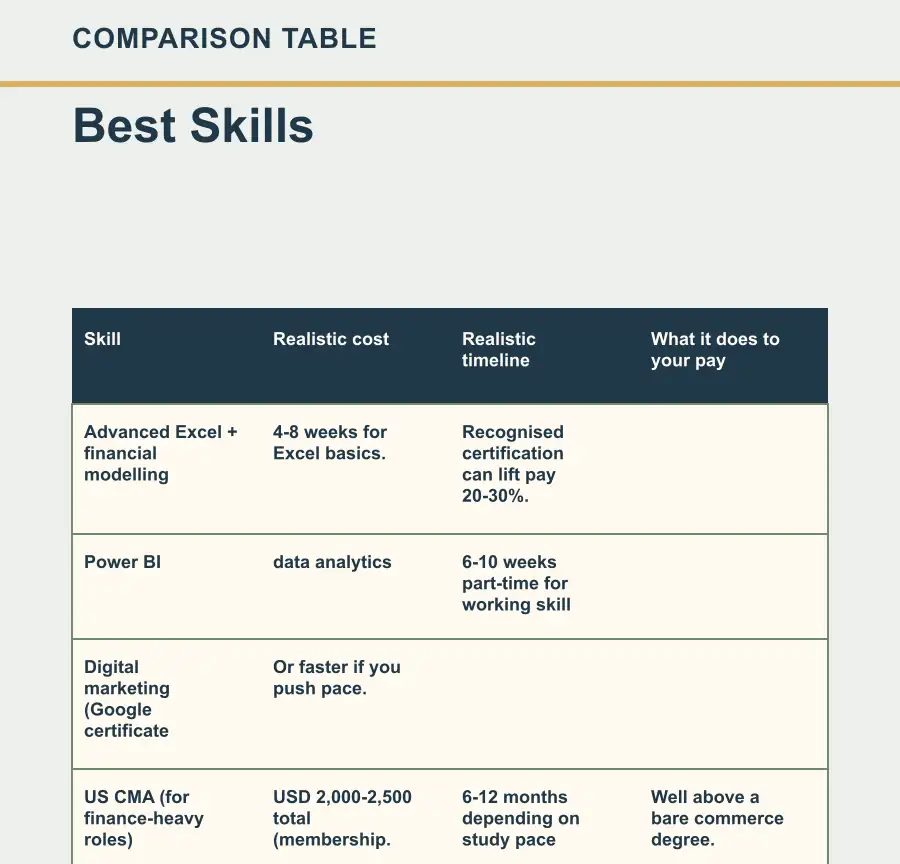 COMPARISON TABLE
Best Skills
Skill
Realistic cost
Realistic
timeline
What it does to
your pay
Advanced Excel +
financial
modelling
4-8 weeks for
Excel basics.
Recognised
certification
can lift pay
20-30%.
Power BI
data analytics
6-10 weeks
part-time for
working skill
Digital
marketing
(Google
certificate
Or faster if you
push pace.
US CMA (for
finance-heavy
roles)
USD 2,000-2,500
total
(membership.
6-12 months
depending on
study pace
Well above a
bare commerce
degree.